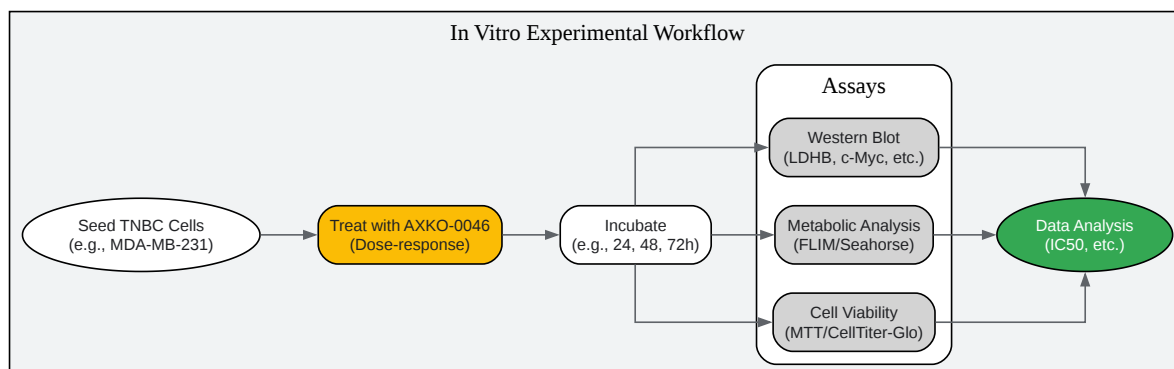 In Vitro Experimental Workflow
Assays
Western Blot
(LDHB, c-Myc, etc.)
Seed TNBC Cells
(e.g., MDA-MB-231)
Treat with AXKO-0046
(Dose-response)
Incubate
(e.g., 24, 48, 72h)
Metabolic Analysis
(FLIM/Seahorse)
Data Analysis
(IC50, etc.)
Cell Viability
(MTT/CellTiter-Glo)